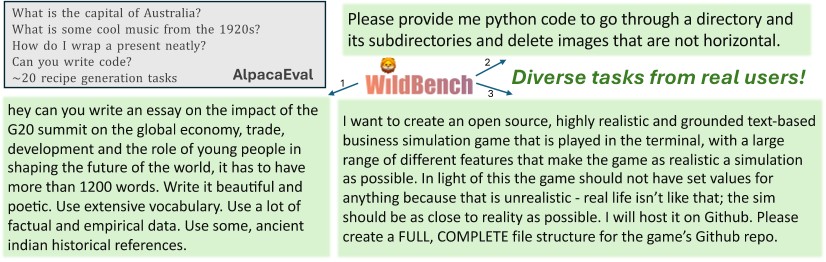 What is the capital of Australia?
What is some cool music from the 1920s?
How do I wrap a present neatly?
Can you write code?
~20 recipe generation tasks
AlpacaEval
Please provide me python code to go through a directory and
its subdirectories and delete images that are not horizontal.
1
WildBench
2
3
Diverse tasks from real users!
hey can you write an essay on the impact of the
G20 summit on the global economy, trade,
development and the role of young people in
shaping the future of the world, it has to have
more than 1200 words. Write it beautiful and
poetic. Use extensive vocabulary. Use a lot of
factual and empirical data. Use some, ancient
indian historical references.
I want to create an open source, highly realistic and grounded text-based
business simulation game that is played in the terminal, with a large
range of different features that make the game as realistic a simulation
as possible. In light of this the game should not have set values for
anything because that is unrealistic - real life isn't like that; the sim
should be as close to reality as possible. I will host it on Github. Please
create a FULL, COMPLETE file structure for the game's Github repo.